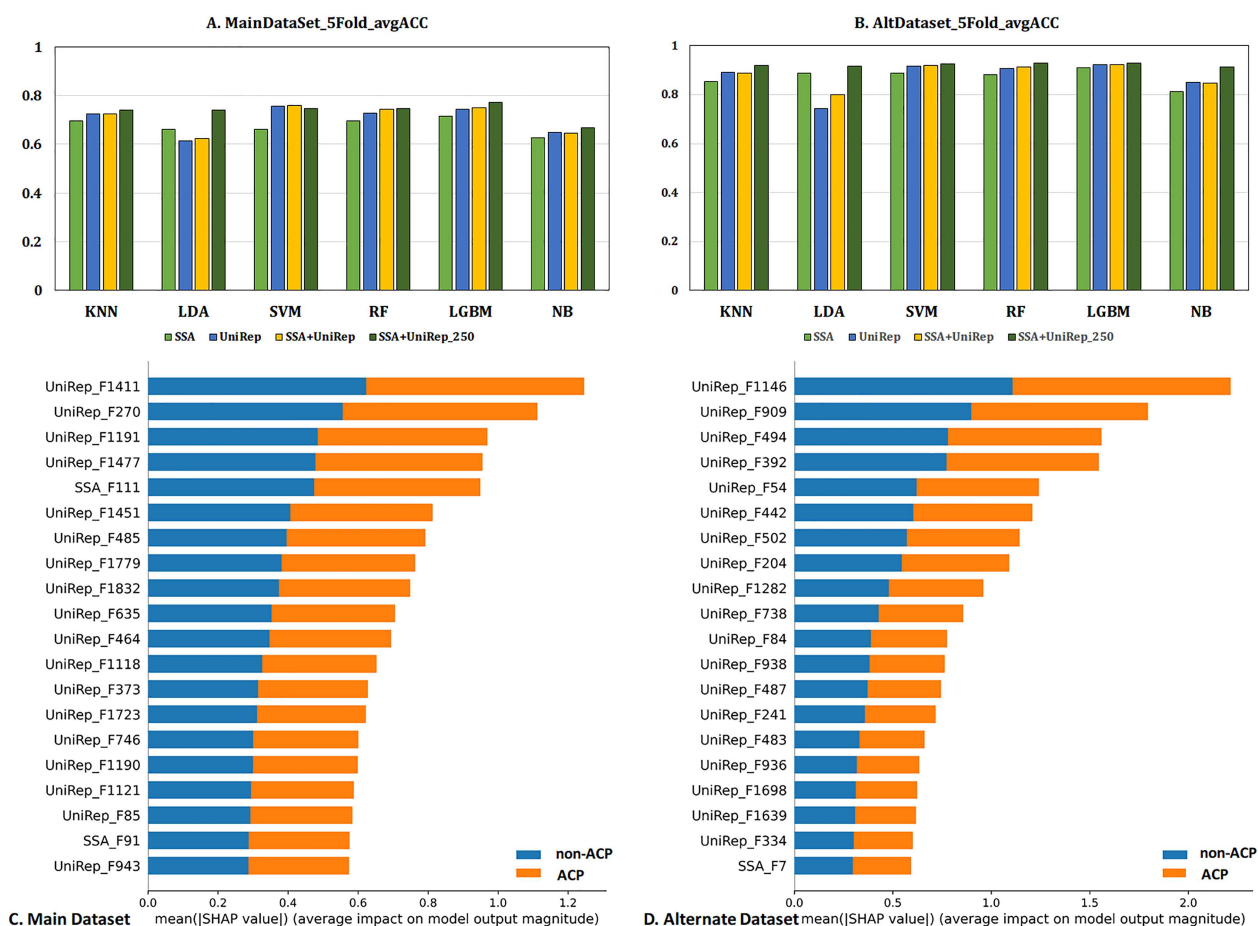 A. MainDataSet_5Fold_avgACC
1
0.8
0.6
0.4
0.2
0
KNN LDA SVM RF LGBM NB
SSA UniRep SSA+UniRep SSA+UniRep_250
B. AltDataset_5Fold_avgACC
1
0.8
0.6
0.4
0.2
0
KNN LDA SVM RF LGBM NB
SSA UniRep SSA+UniRep SSA+UniRep_250
UniRep_F1411
UniRep_F270
UniRep_F1191
UniRep_F1477
SSA_F111
UniRep_F1451
UniRep_F485
UniRep_F1779
UniRep_F1832
UniRep_F635
UniRep_F464
UniRep_F1118
UniRep_F373
UniRep_F1723
UniRep_F746
UniRep_F1190
UniRep_F1121
UniRep_F85
SSA_F91
UniRep_F943
non-ACP
ACP
0.0 0.2 0.4 0.6 0.8 1.0 1.2
C. Main Dataset mean(|SHAP value|) (average impact on model output magnitude)
UniRep_F1146
UniRep_F909
UniRep_F494
UniRep_F392
UniRep_F54
UniRep_F442
UniRep_F502
UniRep_F204
UniRep_F1282
UniRep_F738
UniRep_F84
UniRep_F938
UniRep_F487
UniRep_F241
UniRep_F483
UniRep_F936
UniRep_F1698
UniRep_F1639
UniRep_F334
SSA_F7
non-ACP
ACP
0.0 0.5 1.0 1.5 2.0
D. Alternate Dataset mean(|SHAP value|) (average impact on model output magnitude)